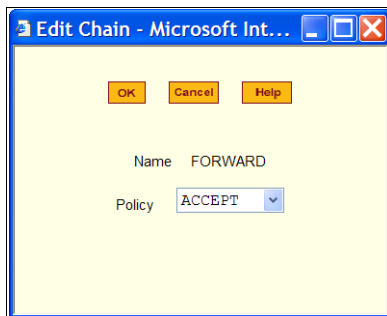 Edit Chain - Microsoft Int...
OK Cancel Help
Name FORWARD
Policy ACCEPT